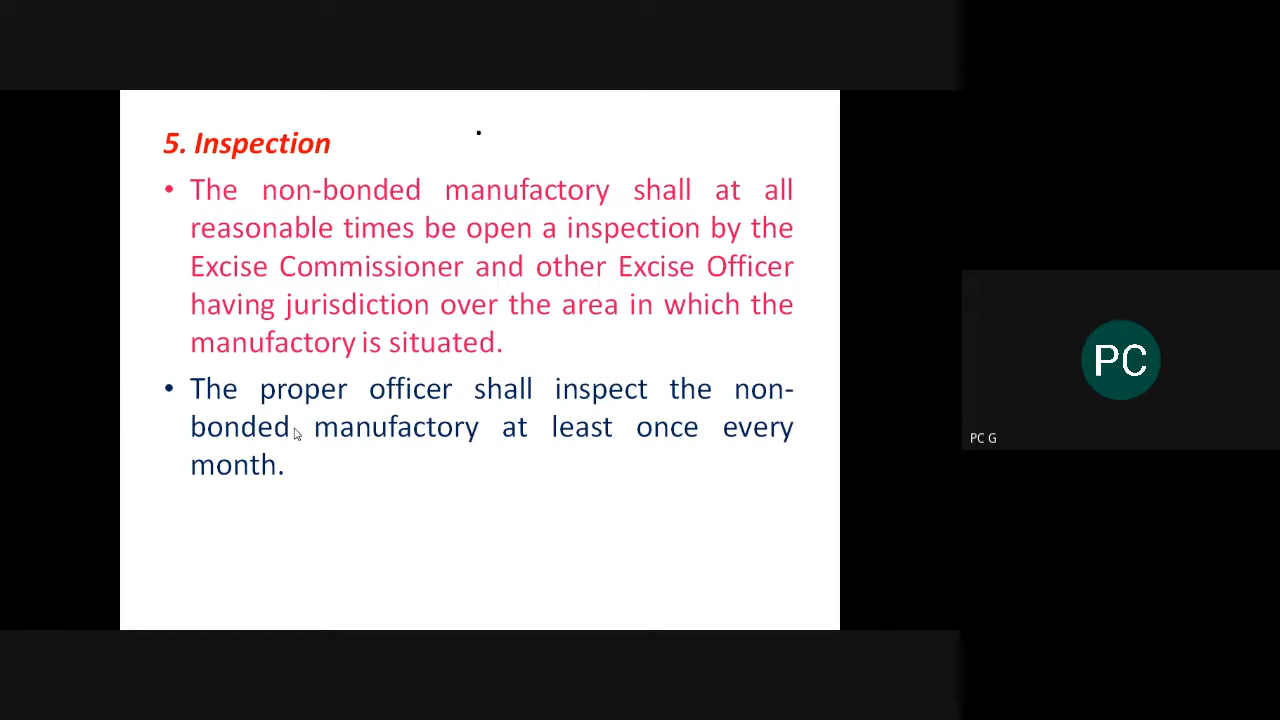 5. Inspection
• The non-bonded manufactory shall at all
reasonable times be open a inspection by the
Excise Commissioner and other Excise Officer
having jurisdiction over the area in which the
manufactory is situated.
• The proper officer shall inspect the non-
bonded manufactory at least once every
month.
PC
PC G